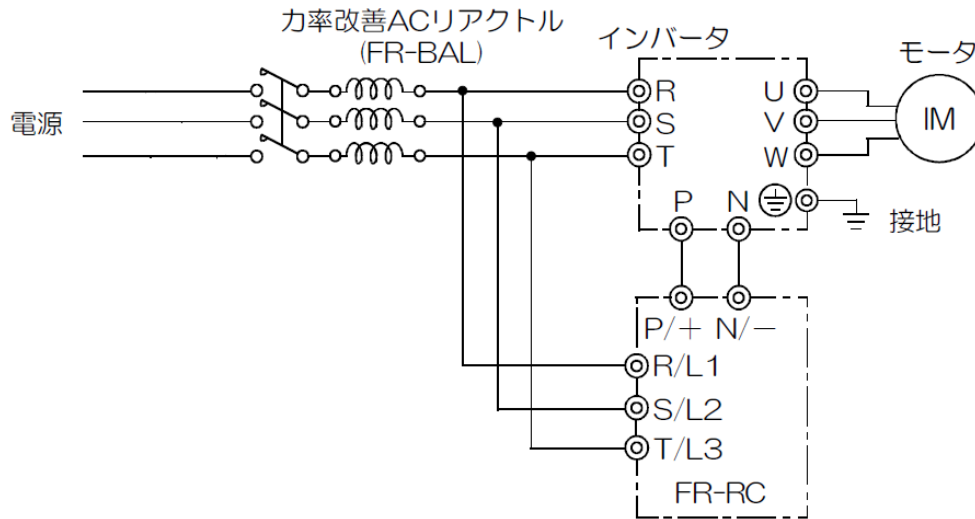 力率改善ACリアクトル
(FR-BAL)
インバータ
モータ
電源
R
S
T
U
V
W
IM
P
N
接地
P/+
N/-
R/L1
S/L2
T/L3
FR-RC